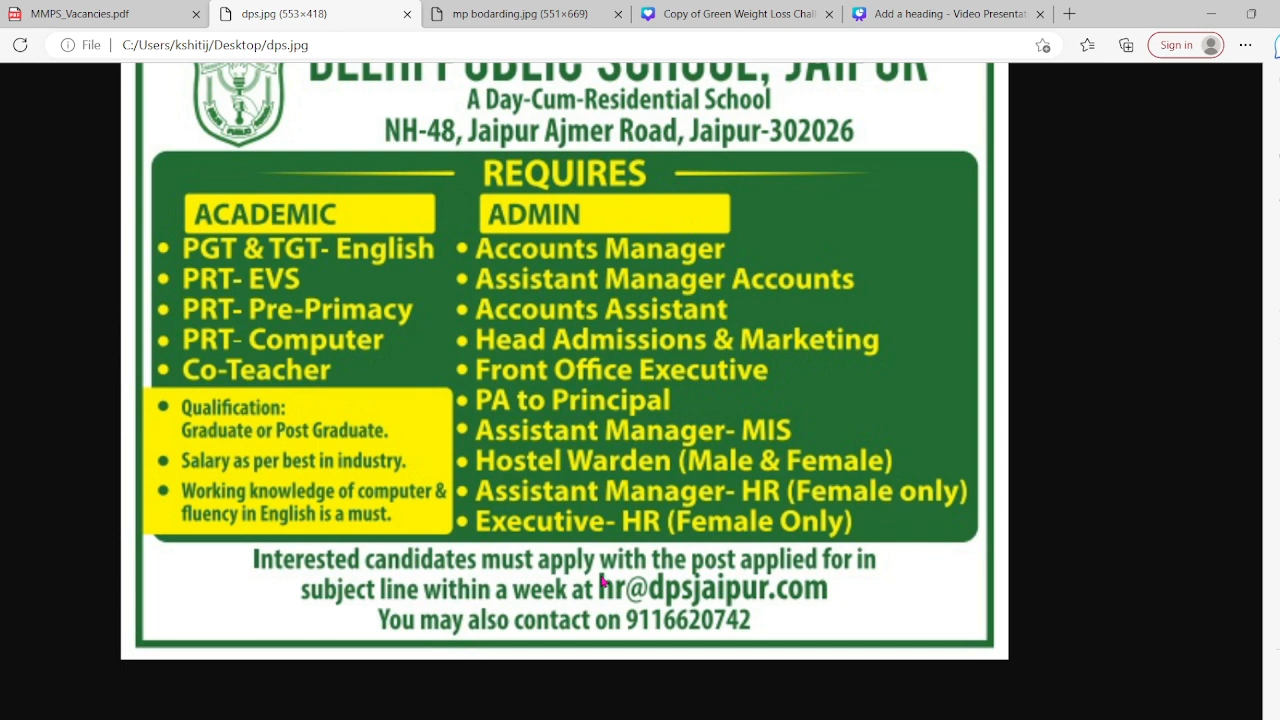 MMPS_Vacancies.pdf
dps.jpg (553×418)
mp bodarding.jpg (551×669)
Copy of Green Weight Loss Chall
Add a heading - Video Presentat
File
C:/Users/kshitij/Desktop/dps.jpg
Sign in
DELHI PUBLIC SCHOOL, JAIPUR
A Day-Cum-Residential School
NH-48, Jaipur Ajmer Road, Jaipur-302026
REQUIRES
ACADEMIC
• PGT & TGT- English
• PRT- EVS
• PRT- Pre-Primacy
• PRT- Computer
• Co-Teacher
• Qualification:
Graduate or Post Graduate.
• Salary as per best in industry.
• Working knowledge of computer &
fluency in English is a must.
ADMIN
• Accounts Manager
• Assistant Manager Accounts
• Accounts Assistant
• Head Admissions & Marketing
• Front Office Executive
• PA to Principal
• Assistant Manager- MIS
• Hostel Warden (Male & Female)
• Assistant Manager- HR (Female only)
• Executive- HR (Female Only)
Interested candidates must apply with the post applied for in
subject line within a week at hr@dpsjaipur.com
You may also contact on 9116620742